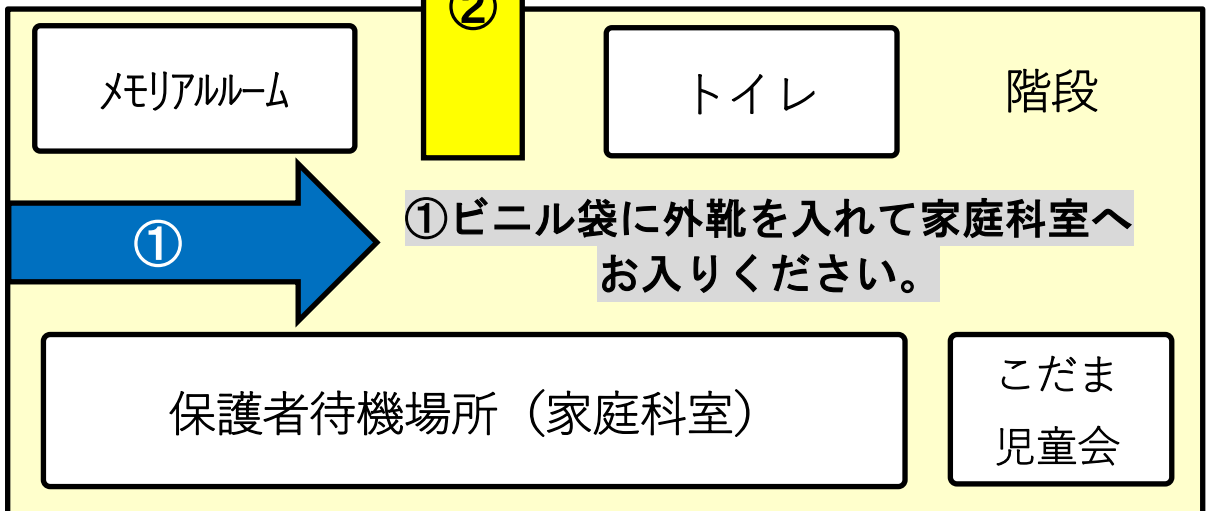 ②
メモリアルルーム
トイレ
階段
①
①ビニル袋に外靴を入れて家庭科室へ
お入りください。
保護者待機場所（家庭科室）
こだま
児童会